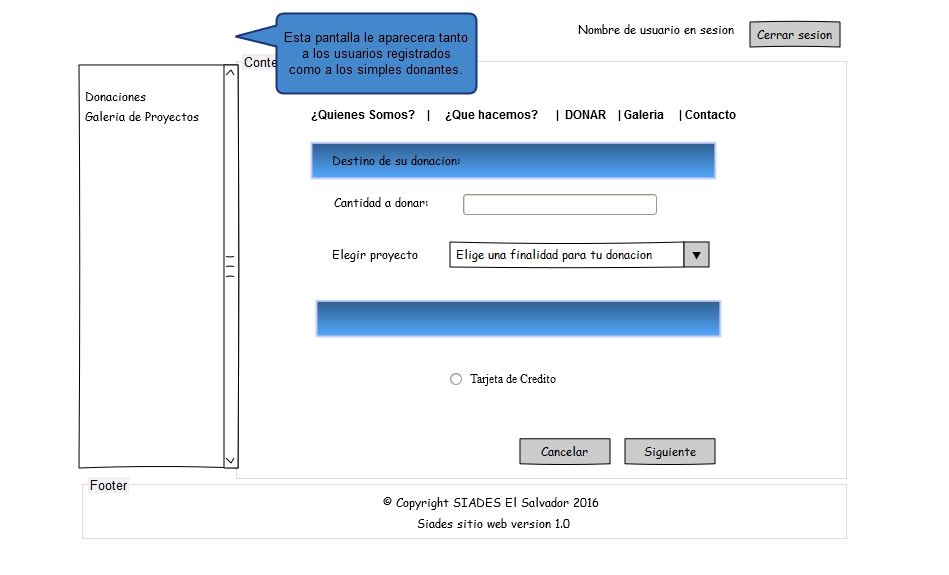 Esta pantalla le aparecera tanto
a los usuarios registrados
como a los simples donantes.
Nombre de usuario en sesion
Cerrar sesion
Conte
Donaciones
Galeria de Proyectos
¿Quienes Somos? | ¿Que hacemos? | DONAR | Galeria | Contacto
Destino de su donacion:
Cantidad a donar:
Elegir proyecto
Elige una finalidad para tu donacion
Tarjeta de Credito
Cancelar
Siguiente
Footer
© Copyright SIADES El Salvador 2016
Siades sitio web version 1.0